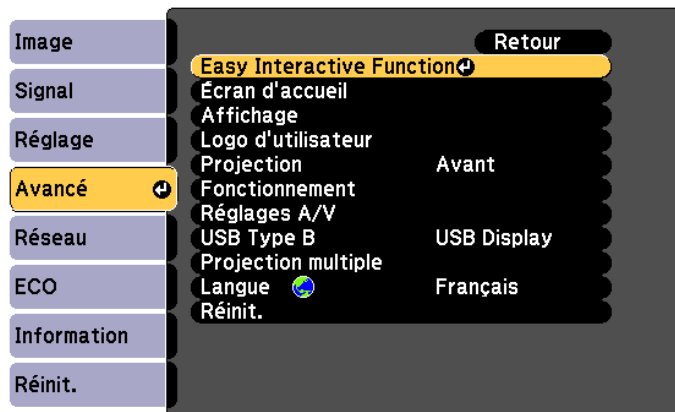 Image
Signal
Réglage
Avancé
Réseau
ECO
Information
Réinit.
Retour
Easy Interactive Function
Écran d'accueil
Affichage
Logo d'utilisateur
Projection Avant
Fonctionnement
Réglages A/V
USB Type B USB Display
Projection multiple
Langue Français
Réinit.